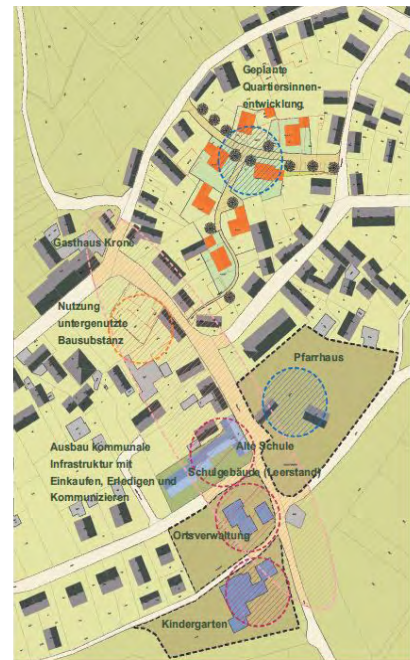 Geplante
Quartiersinnen-
entwicklung
Gasthaus Krone
Nutzung
untergenutzte
Bausubstanz
Pfarrhaus
Ausbau kommunale
Infrastruktur mit
Einkaufen, Erledigen und
Kommunizieren
Alte Schule
Schulgebäude (Leerstand)
Ortsverwaltung
Kindergarten